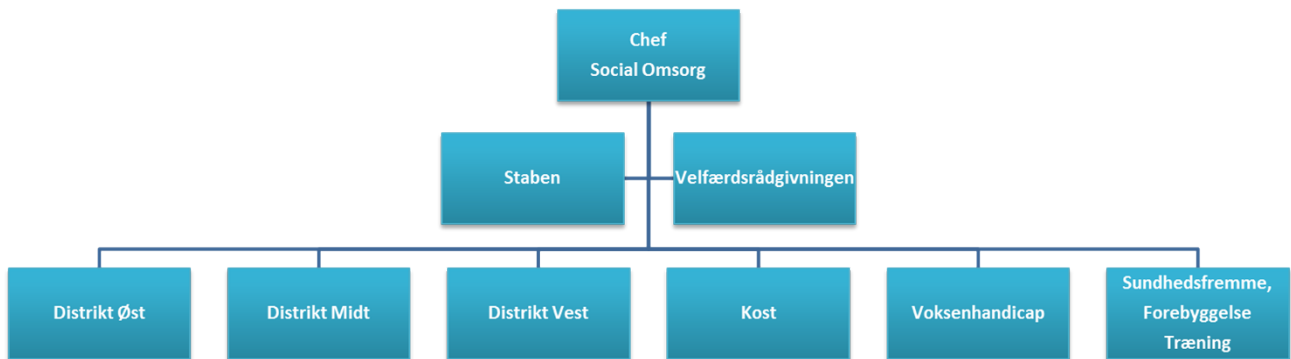 Chef
Social Omsorg
Staben
Velfærdsrådgivningen
Distrikt Øst
Distrikt Midt
Distrikt Vest
Kost
Voksenhandicap
Sundhedsfremme,
Forebyggelse
Træning